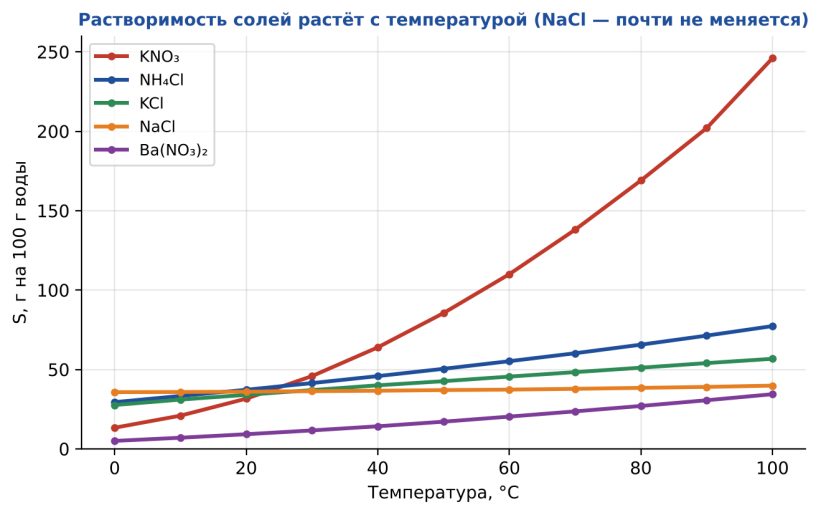 Растворимость солей растёт с температурой (NaCl — почти не меняется)
S, г на 100 г воды
250
200
150
100
50
0
KNO₃
NH₄Cl
KCl
NaCl
Ba(NO₃)₂
0 20 40 60 80 100
Температура, °C